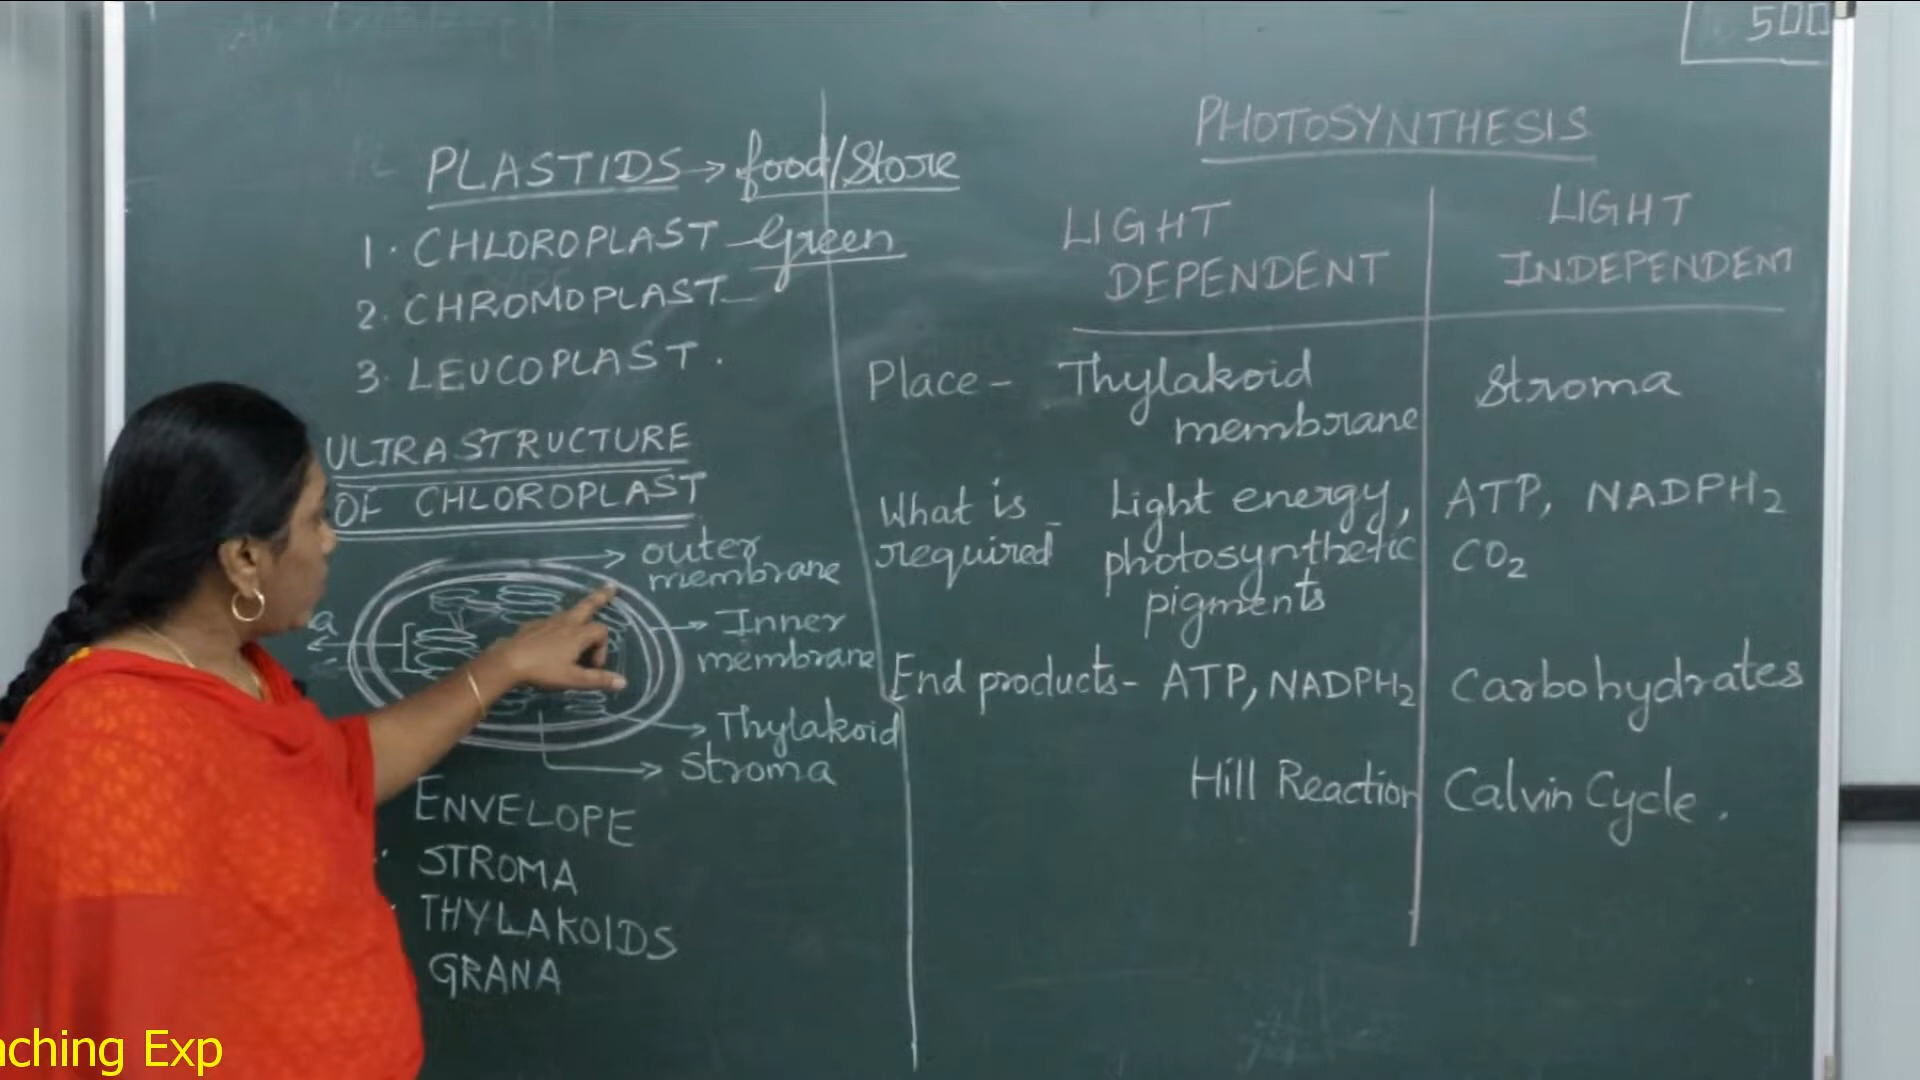 500
PLASTIDS → food/Store
1. CHLOROPLAST - Green
2. CHROMOPLAST -
3. LEUCOPLAST.
ULTRASTRUCTURE
OF CHLOROPLAST
outer
membrane
Inner
membrane
a
Thylakoid
Stroma
ENVELOPE
STROMA
THYLAKOIDS
GRANA
PHOTOSYNTHESIS
LIGHT
DEPENDENT
LIGHT
INDEPENDENT
Place - Thylakoid
membrane
Stroma
What is
required -
Light energy,
photosynthetic
pigments
ATP, NADPH2
CO2
End products - ATP, NADPH2
Carbohydrates
Hill Reaction
Calvin Cycle.
aching Exp